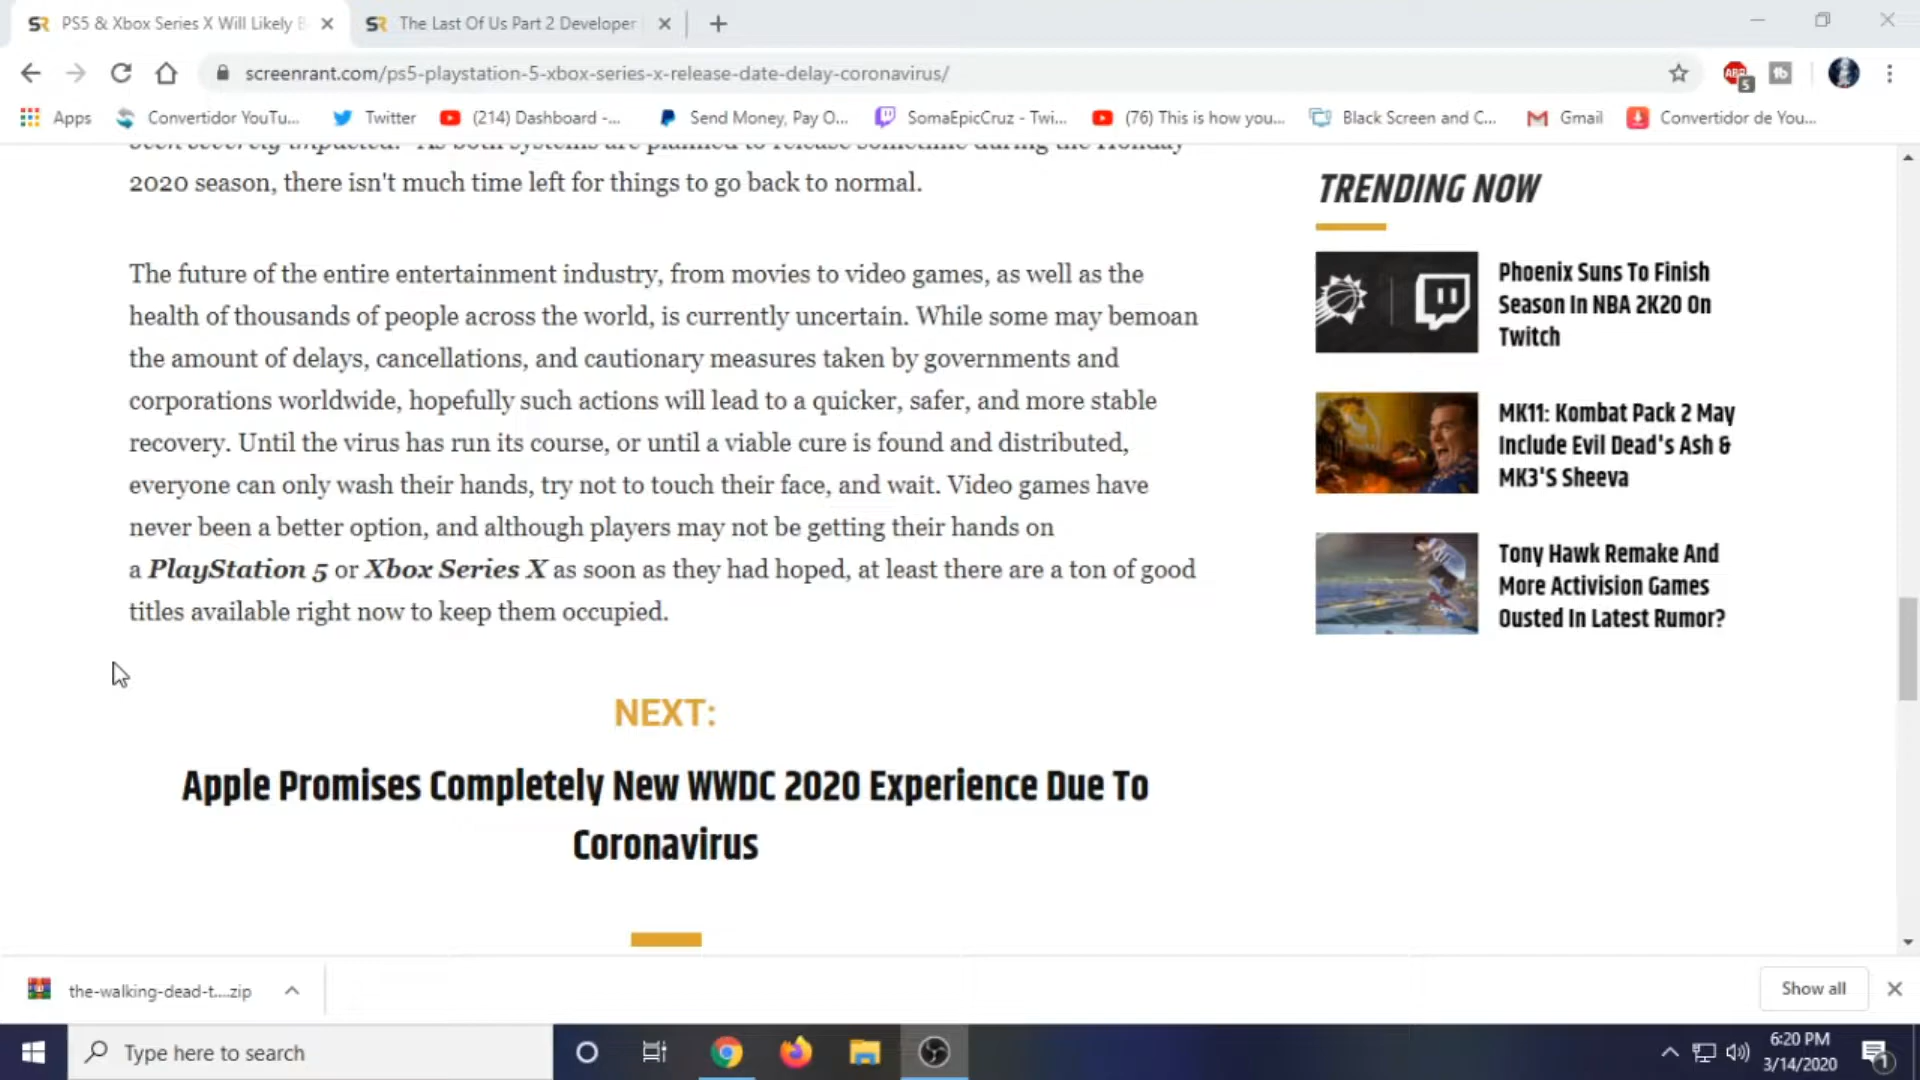 SR PS5 & Xbox Series X Will Likely B
SR The Last Of Us Part 2 Developer
screenrant.com/ps5-playstation-5-xbox-series-x-release-date-delay-coronavirus/
ABP 5
tb
Apps
Convertidor YouTu...
Twitter
(214) Dashboard -...
Send Money, Pay O...
SomaEpicCruz - Twi...
(76) This is how you...
Black Screen and C...
Gmail
Convertidor de You...
been severely impacted." As both systems are planned to release sometime during the Holiday
2020 season, there isn't much time left for things to go back to normal.
The future of the entire entertainment industry, from movies to video games, as well as the
health of thousands of people across the world, is currently uncertain. While some may bemoan
the amount of delays, cancellations, and cautionary measures taken by governments and
corporations worldwide, hopefully such actions will lead to a quicker, safer, and more stable
recovery. Until the virus has run its course, or until a viable cure is found and distributed,
everyone can only wash their hands, try not to touch their face, and wait. Video games have
never been a better option, and although players may not be getting their hands on
a PlayStation 5 or Xbox Series X as soon as they had hoped, at least there are a ton of good
titles available right now to keep them occupied.
NEXT:
Apple Promises Completely New WWDC 2020 Experience Due To
Coronavirus
TRENDING NOW
Phoenix Suns To Finish
Season In NBA 2K20 On
Twitch
MK11: Kombat Pack 2 May
Include Evil Dead's Ash &
MK3'S Sheeva
Tony Hawk Remake And
More Activision Games
Ousted In Latest Rumor?
the-walking-dead-t....zip
Show all
Type here to search
6:20 PM
3/14/2020
1